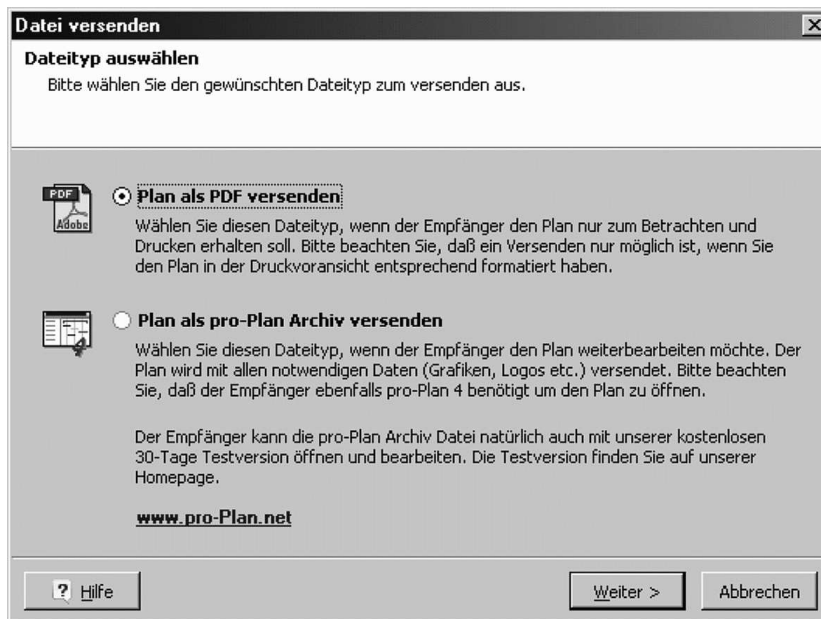 Datei versenden
Dateityp auswählen
Bitte wählen Sie den gewünschten Dateityp zum versenden aus.
PDF
Adobe
Plan als PDF versenden
Wählen Sie diesen Dateityp, wenn der Empfänger den Plan nur zum Betrachten und
Drucken erhalten soll. Bitte beachten Sie, daß ein Versenden nur möglich ist, wenn Sie
den Plan in der Druckvoransicht entsprechend formatiert haben.
Plan als pro-Plan Archiv versenden
Wählen Sie diesen Dateityp, wenn der Empfänger den Plan weiterbearbeiten möchte. Der
Plan wird mit allen notwendigen Daten (Grafiken, Logos etc.) versendet. Bitte beachten
Sie, daß der Empfänger ebenfalls pro-Plan 4 benötigt um den Plan zu öffnen.
Der Empfänger kann die pro-Plan Archiv Datei natürlich auch mit unserer kostenlosen
30-Tage Testversion öffnen und bearbeiten. Die Testversion finden Sie auf unserer
Homepage.
www.pro-Plan.net
? Hilfe
Weiter >
Abbrechen